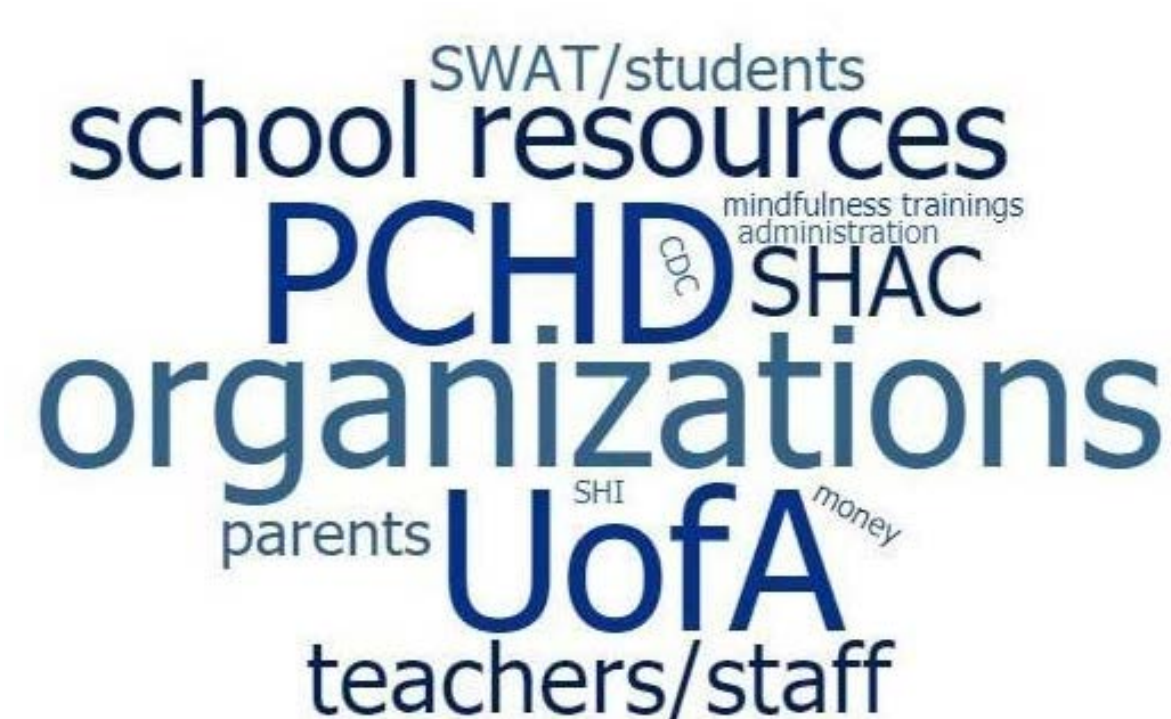 SWAT/students
school resources
mindfulness trainings
administration
PCHD
CDC
SHAC
organizations
SHI
money
parents
UofA
teachers/staff